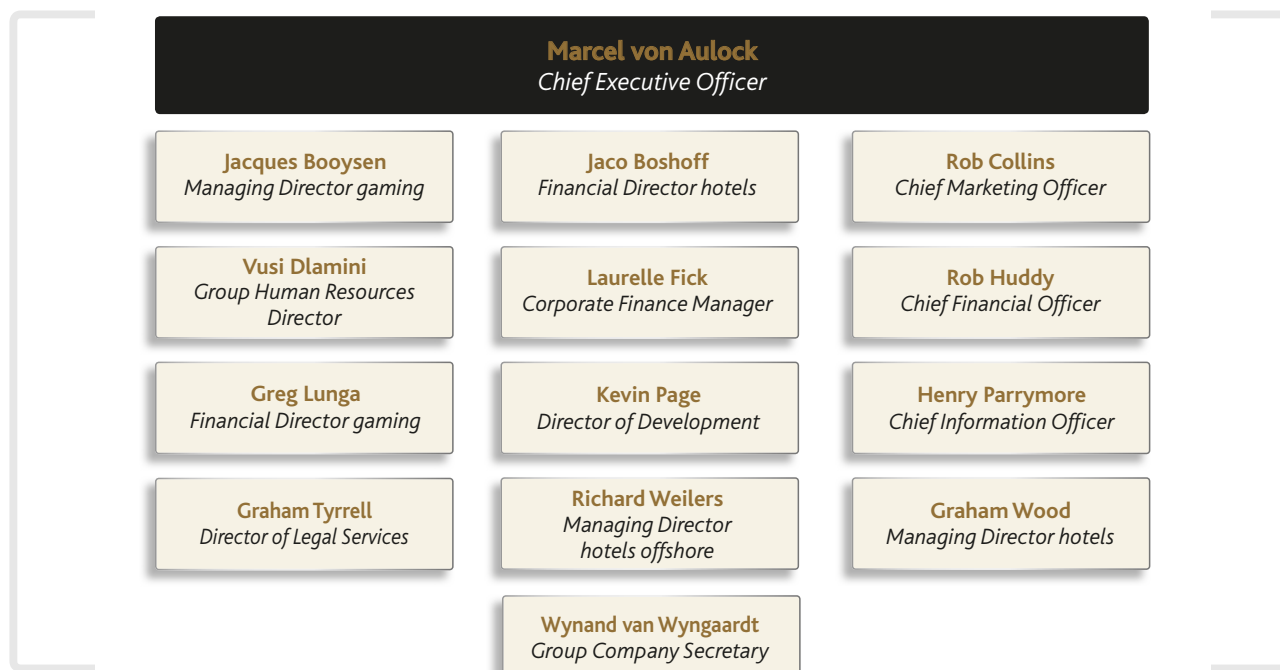 Marcel von Aulock
Chief Executive Officer
Jacques Booysen
Managing Director gaming
Jaco Boshoff
Financial Director hotels
Rob Collins
Chief Marketing Officer
Vusi Dlamini
Group Human Resources
Director
Laurelle Fick
Corporate Finance Manager
Rob Huddy
Chief Financial Officer
Greg Lunga
Financial Director gaming
Kevin Page
Director of Development
Henry Parrymore
Chief Information Officer
Graham Tyrrell
Director of Legal Services
Richard Weilers
Managing Director
hotels offshore
Graham Wood
Managing Director hotels
Wynand van Wyngaardt
Group Company Secretary